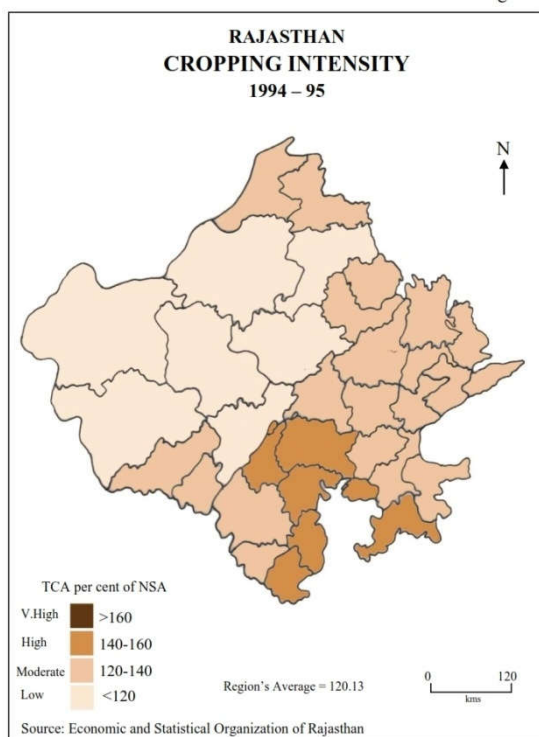 RAJASTHAN
CROPPING INTENSITY
1994 – 95
N
TCA per cent of NSA
V.High >160
High 140-160
Moderate 120-140
Low <120
Region's Average = 120.13
0 120
kms
Source: Economic and Statistical Organization of Rajasthan